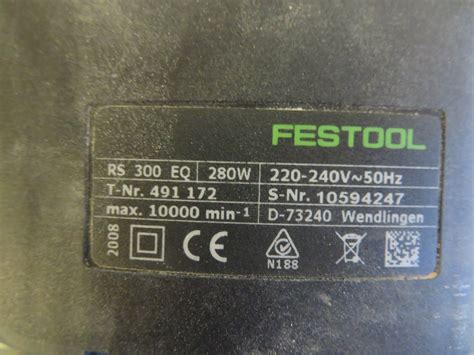 FESTOOL
RS 300 EQ 280W 220-240V~50Hz
T-Nr. 491 172 S-Nr. 10594247
max. 10000 min-1 D-73240 Wendlingen
2008 CE N188